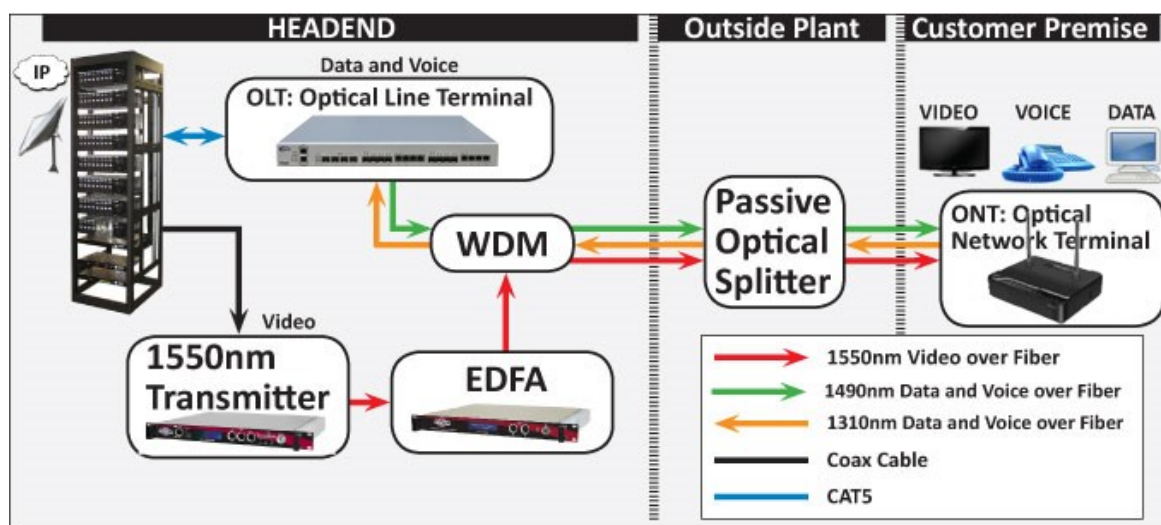 HEADEND
Outside Plant
Customer Premise
IP
Data and Voice
OLT: Optical Line Terminal
VIDEO
VOICE
DATA
WDM
Passive
Optical
Splitter
ONT: Optical
Network Terminal
Video
1550nm
Transmitter
EDFA
1550nm Video over Fiber
1490nm Data and Voice over Fiber
1310nm Data and Voice over Fiber
Coax Cable
CAT5